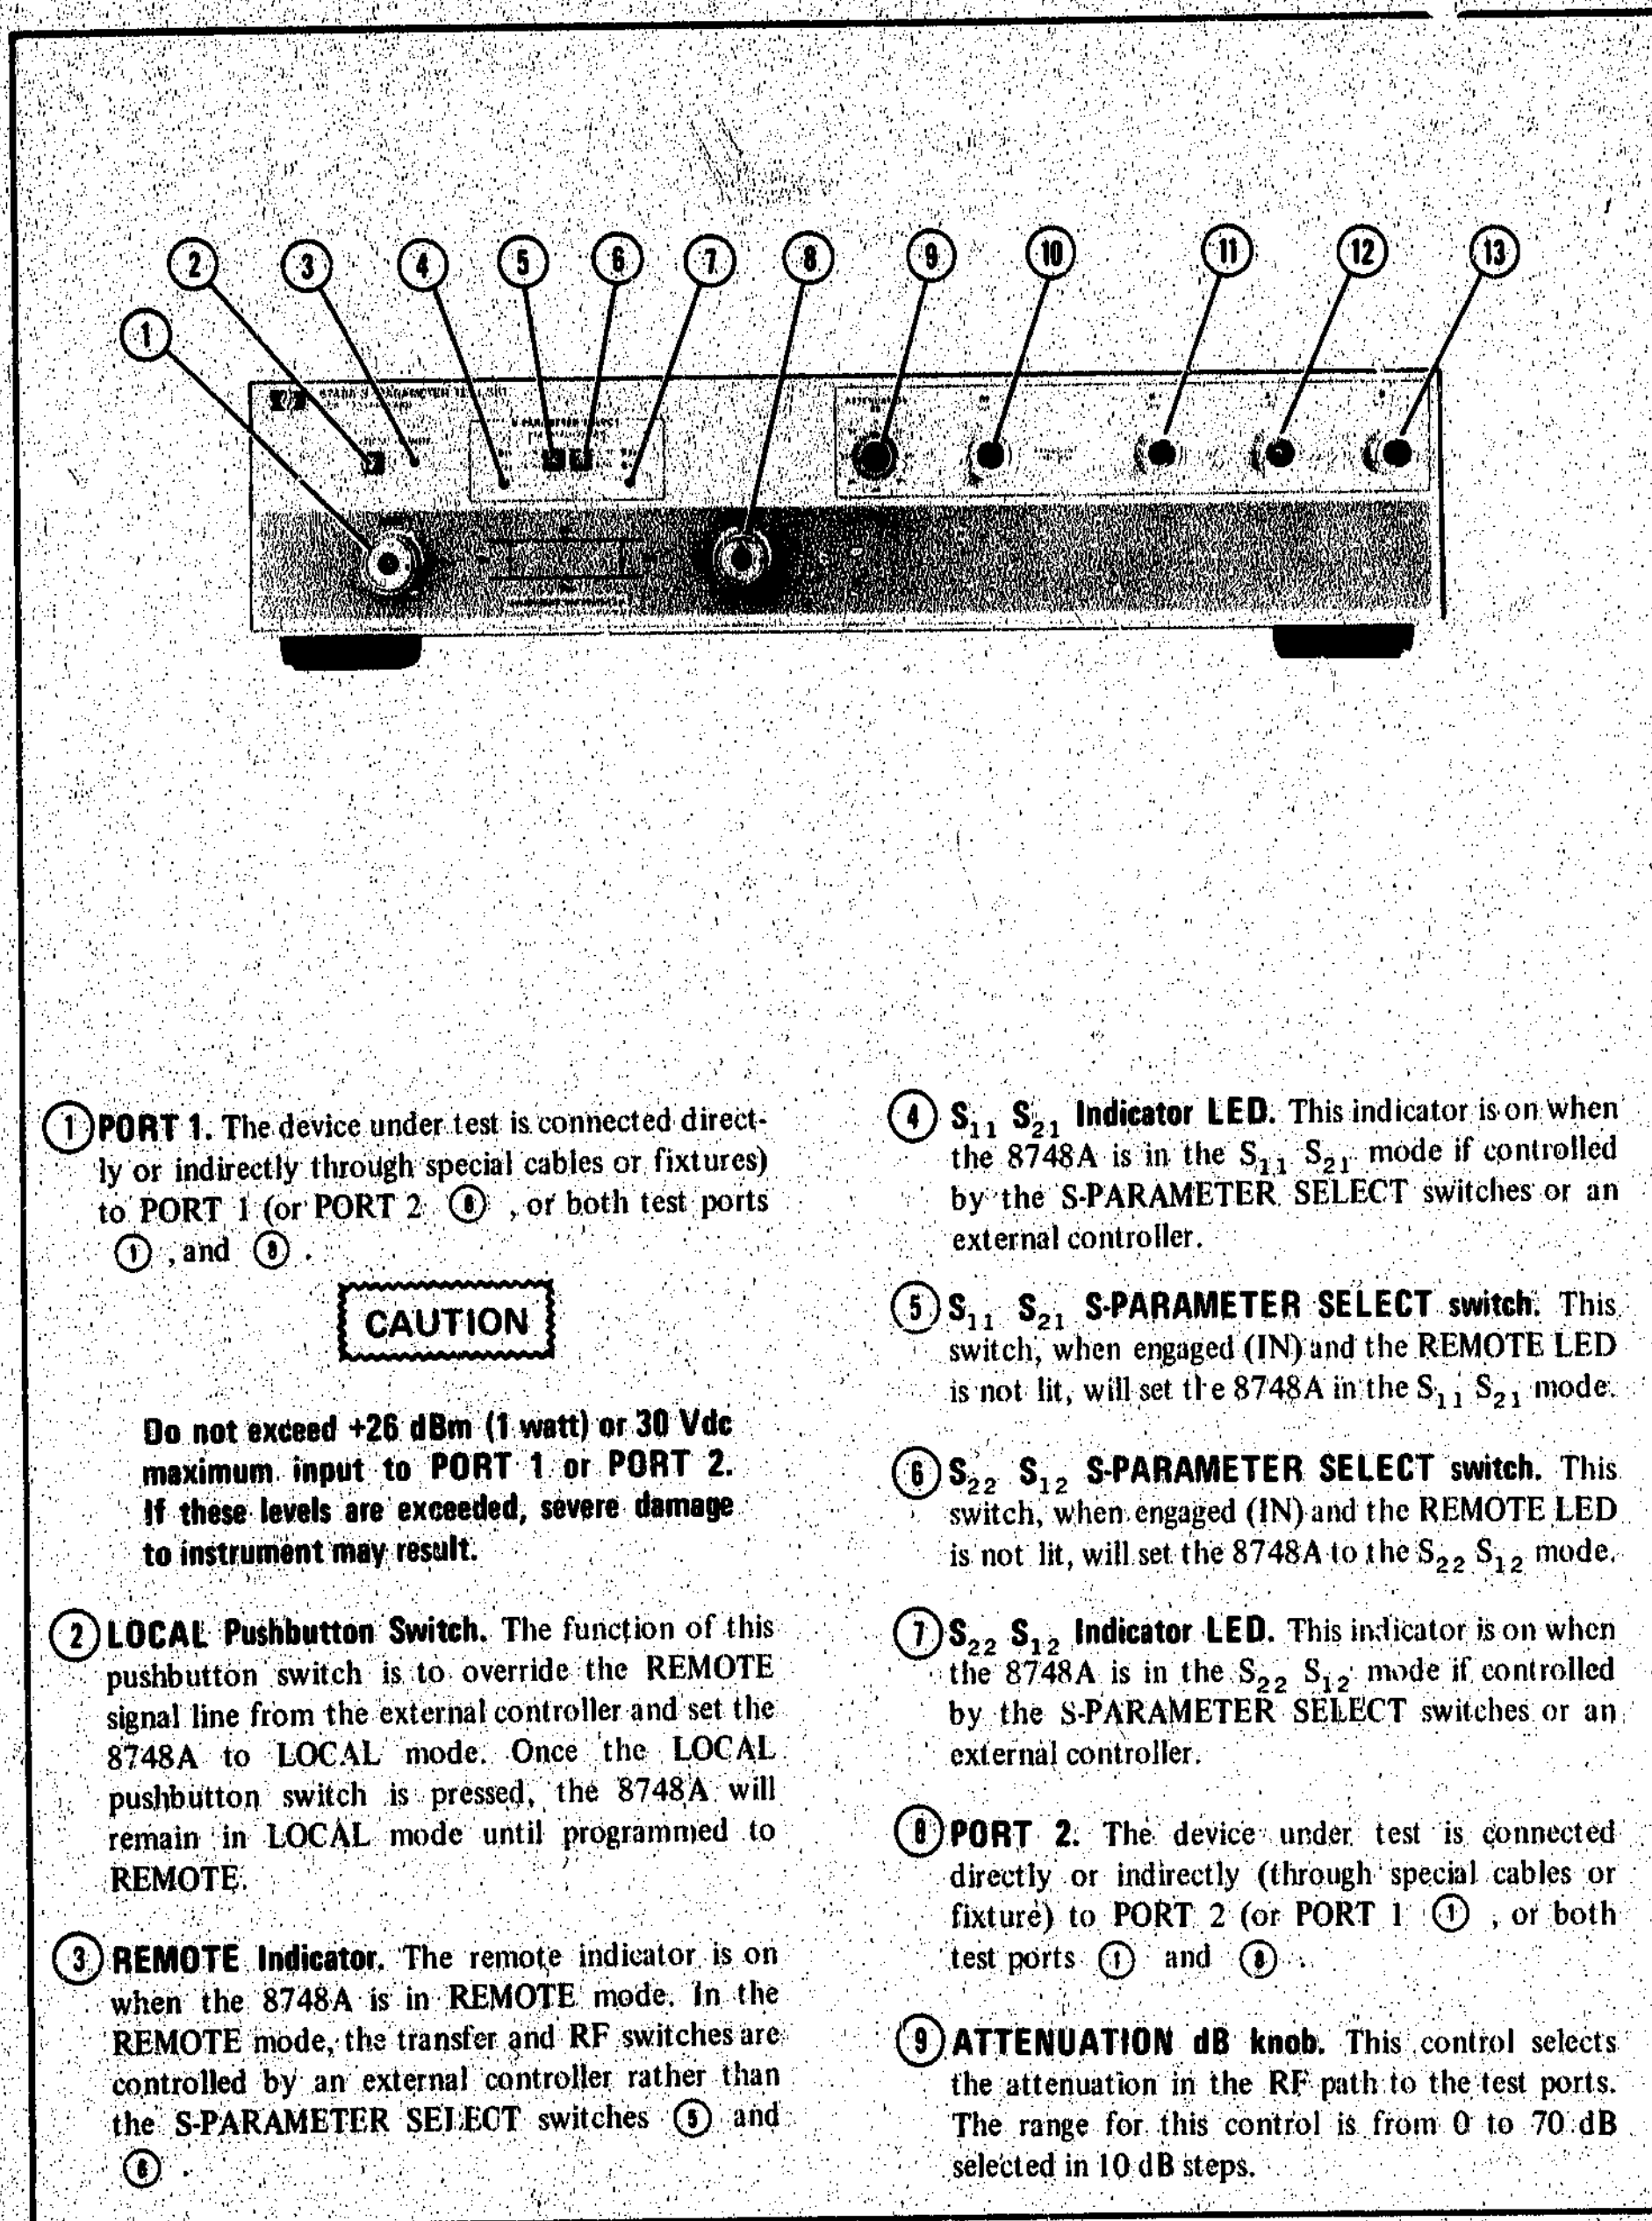 2 3 4 5 6 7 8 9 10 11 12 13
1
① PORT 1. The device under test is connected direct-
ly or indirectly through special cables or fixtures)
to PORT 1 (or PORT 2 ⑧ , or both test ports
① , and ⑧ .
CAUTION
Do not exceed +26 dBm (1 watt) or 30 Vdc
maximum input to PORT 1 or PORT 2.
If these levels are exceeded, severe damage
to instrument may result.
② LOCAL Pushbutton Switch. The function of this
pushbutton switch is to override the REMOTE
signal line from the external controller and set the
8748A to LOCAL mode. Once the LOCAL
pushbutton switch is pressed, the 8748A will
remain in LOCAL mode until programmed to
REMOTE.
③ REMOTE Indicator. The remote indicator is on
when the 8748A is in REMOTE mode. In the
REMOTE mode, the transfer and RF switches are
controlled by an external controller rather than
the S-PARAMETER SELECT switches ⑤ and
⑥ .
④ S₁₁ S₂₁ Indicator LED. This indicator is on when
the 8748A is in the S₁₁ S₂₁ mode if controlled
by the S-PARAMETER SELECT switches or an
external controller.
⑤ S₁₁ S₂₁ S-PARAMETER SELECT switch. This
switch, when engaged (IN) and the REMOTE LED
is not lit, will set the 8748A in the S₁₁ S₂₁ mode.
⑥ S₂₂ S₁₂ S-PARAMETER SELECT switch. This
switch, when engaged (IN) and the REMOTE LED
is not lit, will set the 8748A to the S₂₂ S₁₂ mode.
⑦ S₂₂ S₁₂ Indicator LED. This indicator is on when
the 8748A is in the S₂₂ S₁₂ mode if controlled
by the S-PARAMETER SELECT switches or an
external controller.
⑧ PORT 2. The device under test is connected
directly or indirectly (through special cables or
fixture) to PORT 2 (or PORT 1 ① , or both
test ports ① and ⑧ .
⑨ ATTENUATION dB knob. This control selects
the attenuation in the RF path to the test ports.
The range for this control is from 0 to 70 dB
selected in 10 dB steps.